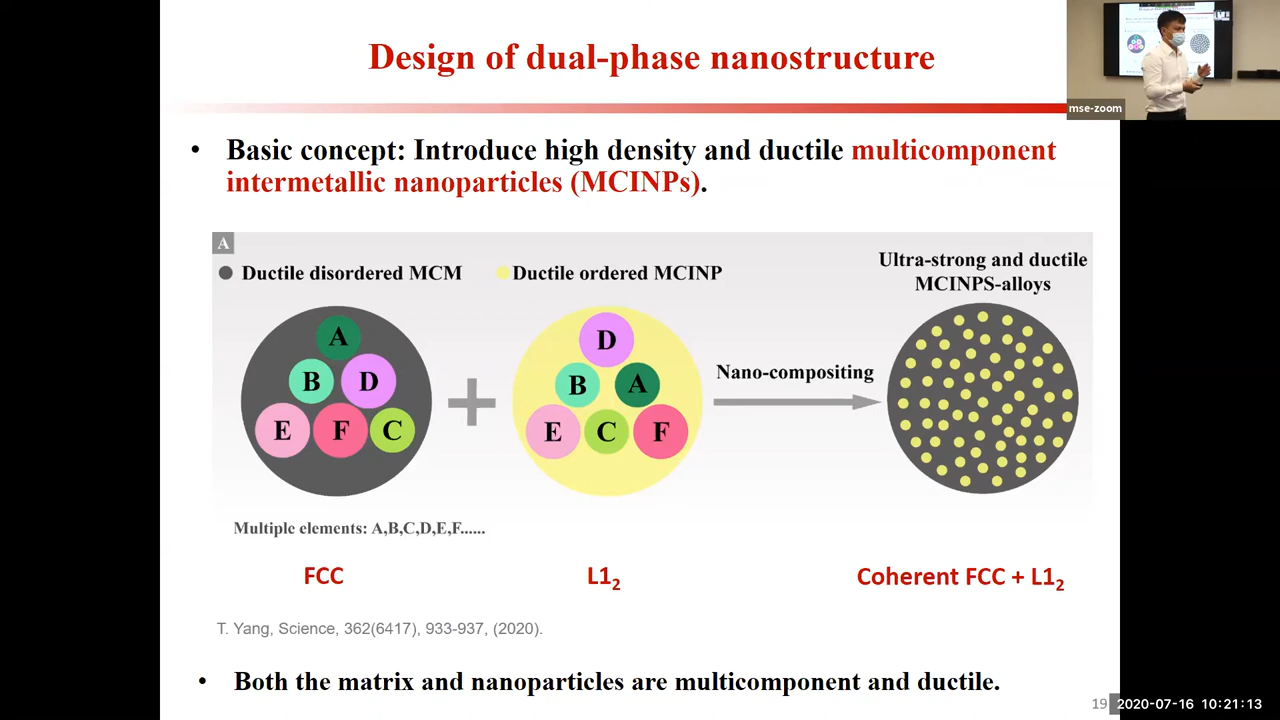 Design of dual-phase nanostructure
mse-zoom
• Basic concept: Introduce high density and ductile multicomponent
intermetallic nanoparticles (MCINPs).
A
Ductile disordered MCM
Ductile ordered MCINP
Ultra-strong and ductile
MCINPS-alloys
A
B D
E F C
D
B A
E C F
Nano-compositing
Multiple elements: A,B,C,D,E,F......
FCC
L1₂
Coherent FCC + L1₂
T. Yang, Science, 362(6417), 933-937, (2020).
• Both the matrix and nanoparticles are multicomponent and ductile.
19
2020-07-16 10:21:13